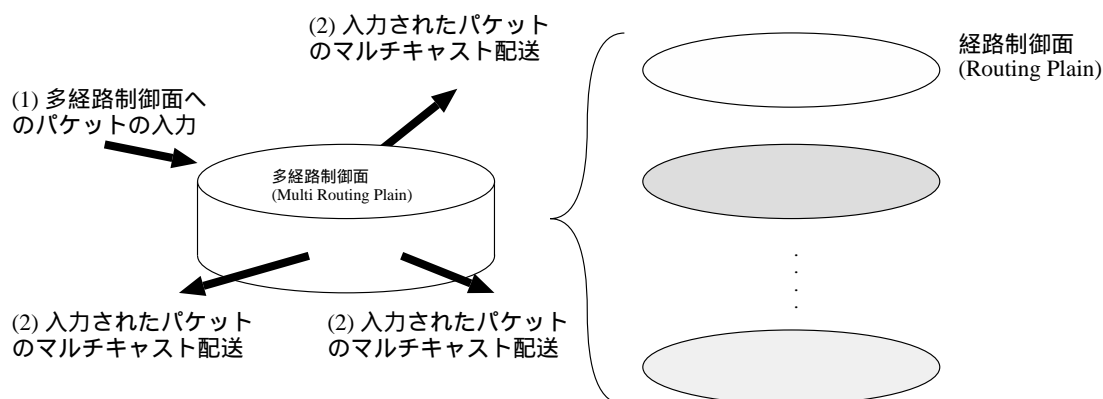 (2) 入力されたパケット
のマルチキャスト配送
経路制御面
(Routing Plain)
(1) 多経路制御面へ
のパケットの入力
多経路制御面
(Multi Routing Plain)
(2) 入力されたパケット
のマルチキャスト配送
(2) 入力されたパケット
のマルチキャスト配送